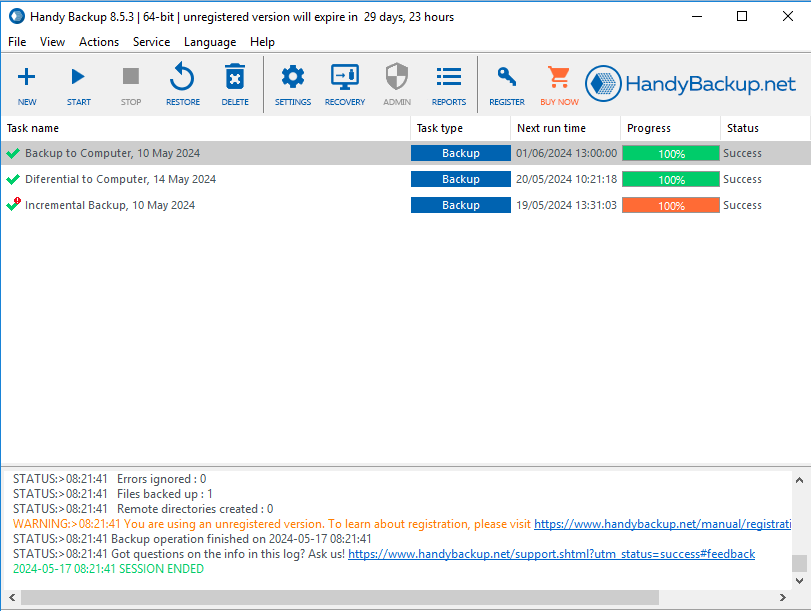 Handy Backup 8.5.3 | 64-bit | unregistered version will expire in  29 days, 23 hours
File View Actions Service Language Help
NEW START STOP RESTORE DELETE SETTINGS RECOVERY ADMIN REPORTS REGISTER BUY NOW HandyBackup.net
Task name Task type Next run time Progress Status
Backup to Computer, 10 May 2024 Backup 01/06/2024 13:00:00 100% Success
Diferential to Computer, 14 May 2024 Backup 20/05/2024 10:21:18 100% Success
Incremental Backup, 10 May 2024 Backup 19/05/2024 13:31:03 100% Success
STATUS:>08:21:41 Errors ignored : 0
STATUS:>08:21:41 Files backed up : 1
STATUS:>08:21:41 Remote directories created : 0
WARNING:>08:21:41 You are using an unregistered version. To learn about registration, please visit https://www.handybackup.net/manual/registrati
STATUS:>08:21:41 Backup operation finished on 2024-05-17 08:21:41
STATUS:>08:21:41 Got questions on the info in this log? Ask us! https://www.handybackup.net/support.shtml?utm_status=success#feedback
2024-05-17 08:21:41 SESSION ENDED